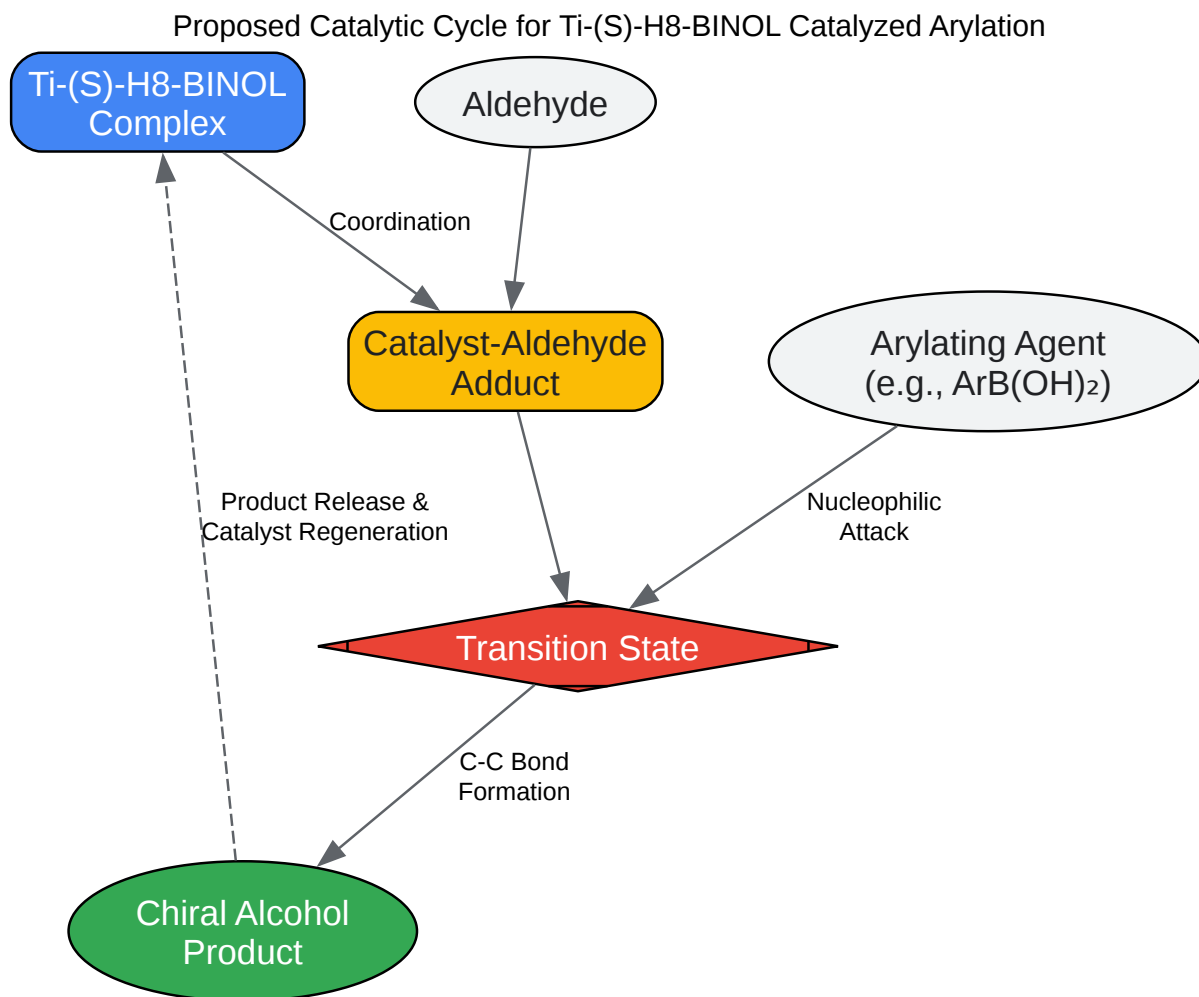 Proposed Catalytic Cycle for Ti-(S)-H8-BINOL Catalyzed Arylation
Ti-(S)-H8-BINOL
Complex
Aldehyde
Coordination
Catalyst-Aldehyde
Adduct
Arylating Agent
(e.g., ArB(OH)₂)
Product Release &
Catalyst Regeneration
Nucleophilic
Attack
Transition State
C-C Bond
Formation
Chiral Alcohol
Product